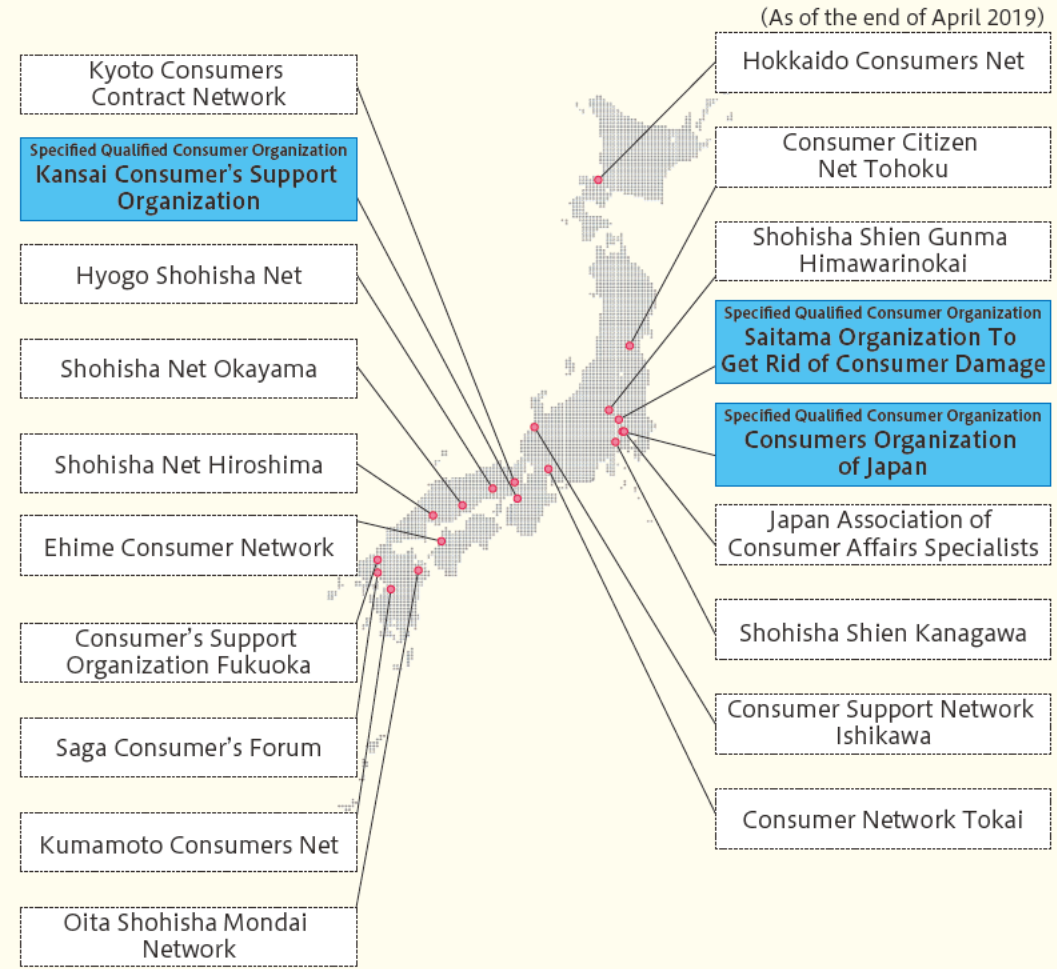 (As of the end of April 2019)
Kyoto Consumers
Contract Network
Specified Qualified Consumer Organization
Kansai Consumer’s Support
Organization
Hyogo Shohisha Net
Shohisha Net Okayama
Shohisha Net Hiroshima
Ehime Consumer Network
Consumer’s Support
Organization Fukuoka
Saga Consumer’s Forum
Kumamoto Consumers Net
Oita Shohisha Mondai
Network
Hokkaido Consumers Net
Consumer Citizen
Net Tohoku
Shohisha Shien Gunma
Himawarinokai
Specified Qualified Consumer Organization
Saitama Organization To
Get Rid of Consumer Damage
Specified Qualified Consumer Organization
Consumers Organization
of Japan
Japan Association of
Consumer Affairs Specialists
Shohisha Shien Kanagawa
Consumer Support Network
Ishikawa
Consumer Network Tokai